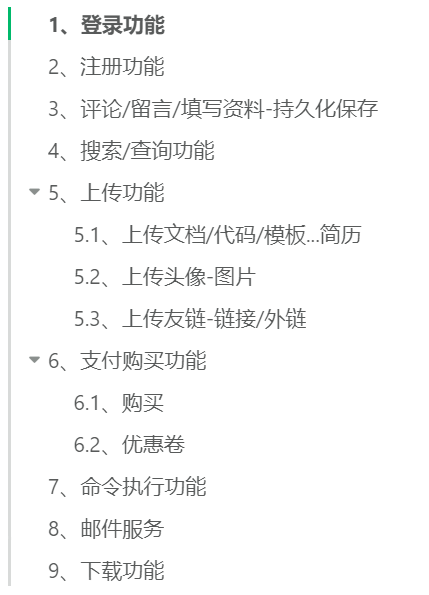 1、登录功能
2、注册功能
3、评论/留言/填写资料-持久化保存
4、搜索/查询功能
5、上传功能
5.1、上传文档/代码/模板...简历
5.2、上传头像-图片
5.3、上传友链-链接/外链
6、支付购买功能
6.1、购买
6.2、优惠卷
7、命令执行功能
8、邮件服务
9、下载功能